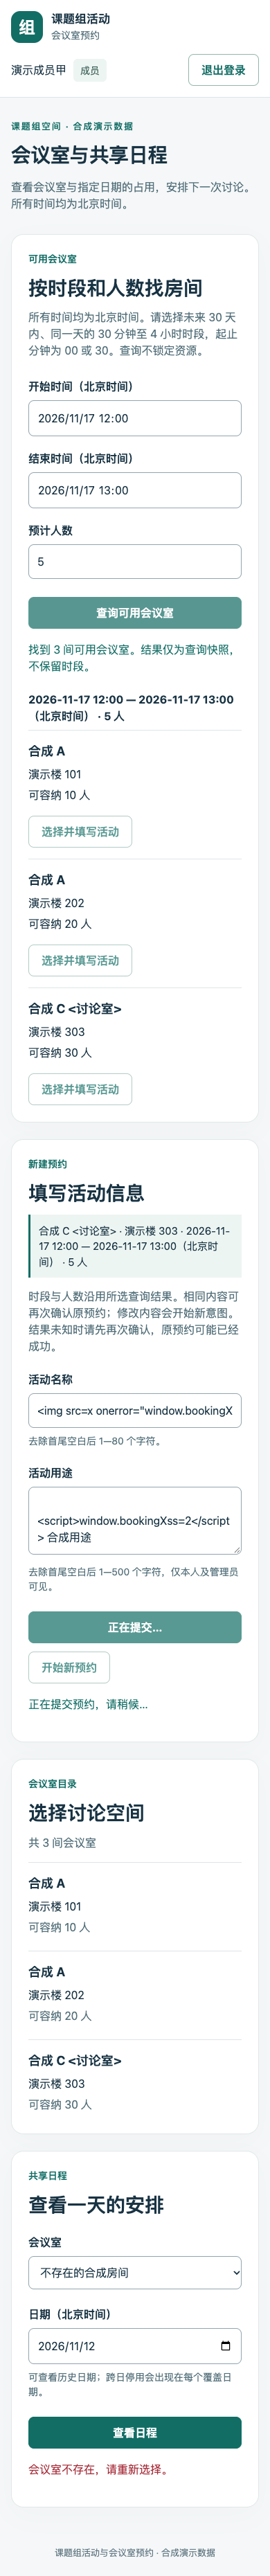 组
课题组活动
会议室预约
演示成员甲
成员
退出登录
课题组空间 · 合成演示数据
会议室与共享日程
查看会议室与指定日期的占用，安排下一次讨论。
所有时间均为北京时间。
可用会议室
按时段和人数找房间
所有时间均为北京时间。请选择未来 30 天
内、同一天的 30 分钟至 4 小时时段，起止
分钟为 00 或 30。查询不锁定资源。
开始时间（北京时间）
2026/11/17 12:00
结束时间（北京时间）
2026/11/17 13:00
预计人数
5
查询可用会议室
找到 3 间可用会议室。结果仅为查询快照，
不保留时段。
2026-11-17 12:00 — 2026-11-17 13:00
（北京时间） · 5 人
合成 A
演示楼 101
可容纳 10 人
选择并填写活动
合成 A
演示楼 202
可容纳 20 人
选择并填写活动
合成 C <讨论室>
演示楼 303
可容纳 30 人
选择并填写活动
新建预约
填写活动信息
合成 C <讨论室> · 演示楼 303 · 2026-11-
17 12:00 — 2026-11-17 13:00（北京时
间） · 5 人
时段与人数沿用所选查询结果。相同内容可
再次确认原预约；修改内容会开始新意图。
结果未知时请先再次确认，原预约可能已经
成功。
活动名称
<img src=x onerror="window.bookingX
去除首尾空白后 1—80 个字符。
活动用途
<script>window.bookingXss=2</script
> 合成用途
去除首尾空白后 1—500 个字符，仅本人及管理员
可见。
正在提交…
开始新预约
正在提交预约，请稍候…
会议室目录
选择讨论空间
共 3 间会议室
合成 A
演示楼 101
可容纳 10 人
合成 A
演示楼 202
可容纳 20 人
合成 C <讨论室>
演示楼 303
可容纳 30 人
共享日程
查看一天的安排
会议室
不存在的合成房间
日期（北京时间）
2026/11/12
可查看历史日期；跨日停用会出现在每个覆盖日
期。
查看日程
会议室不存在，请重新选择。
课题组活动与会议室预约 · 合成演示数据